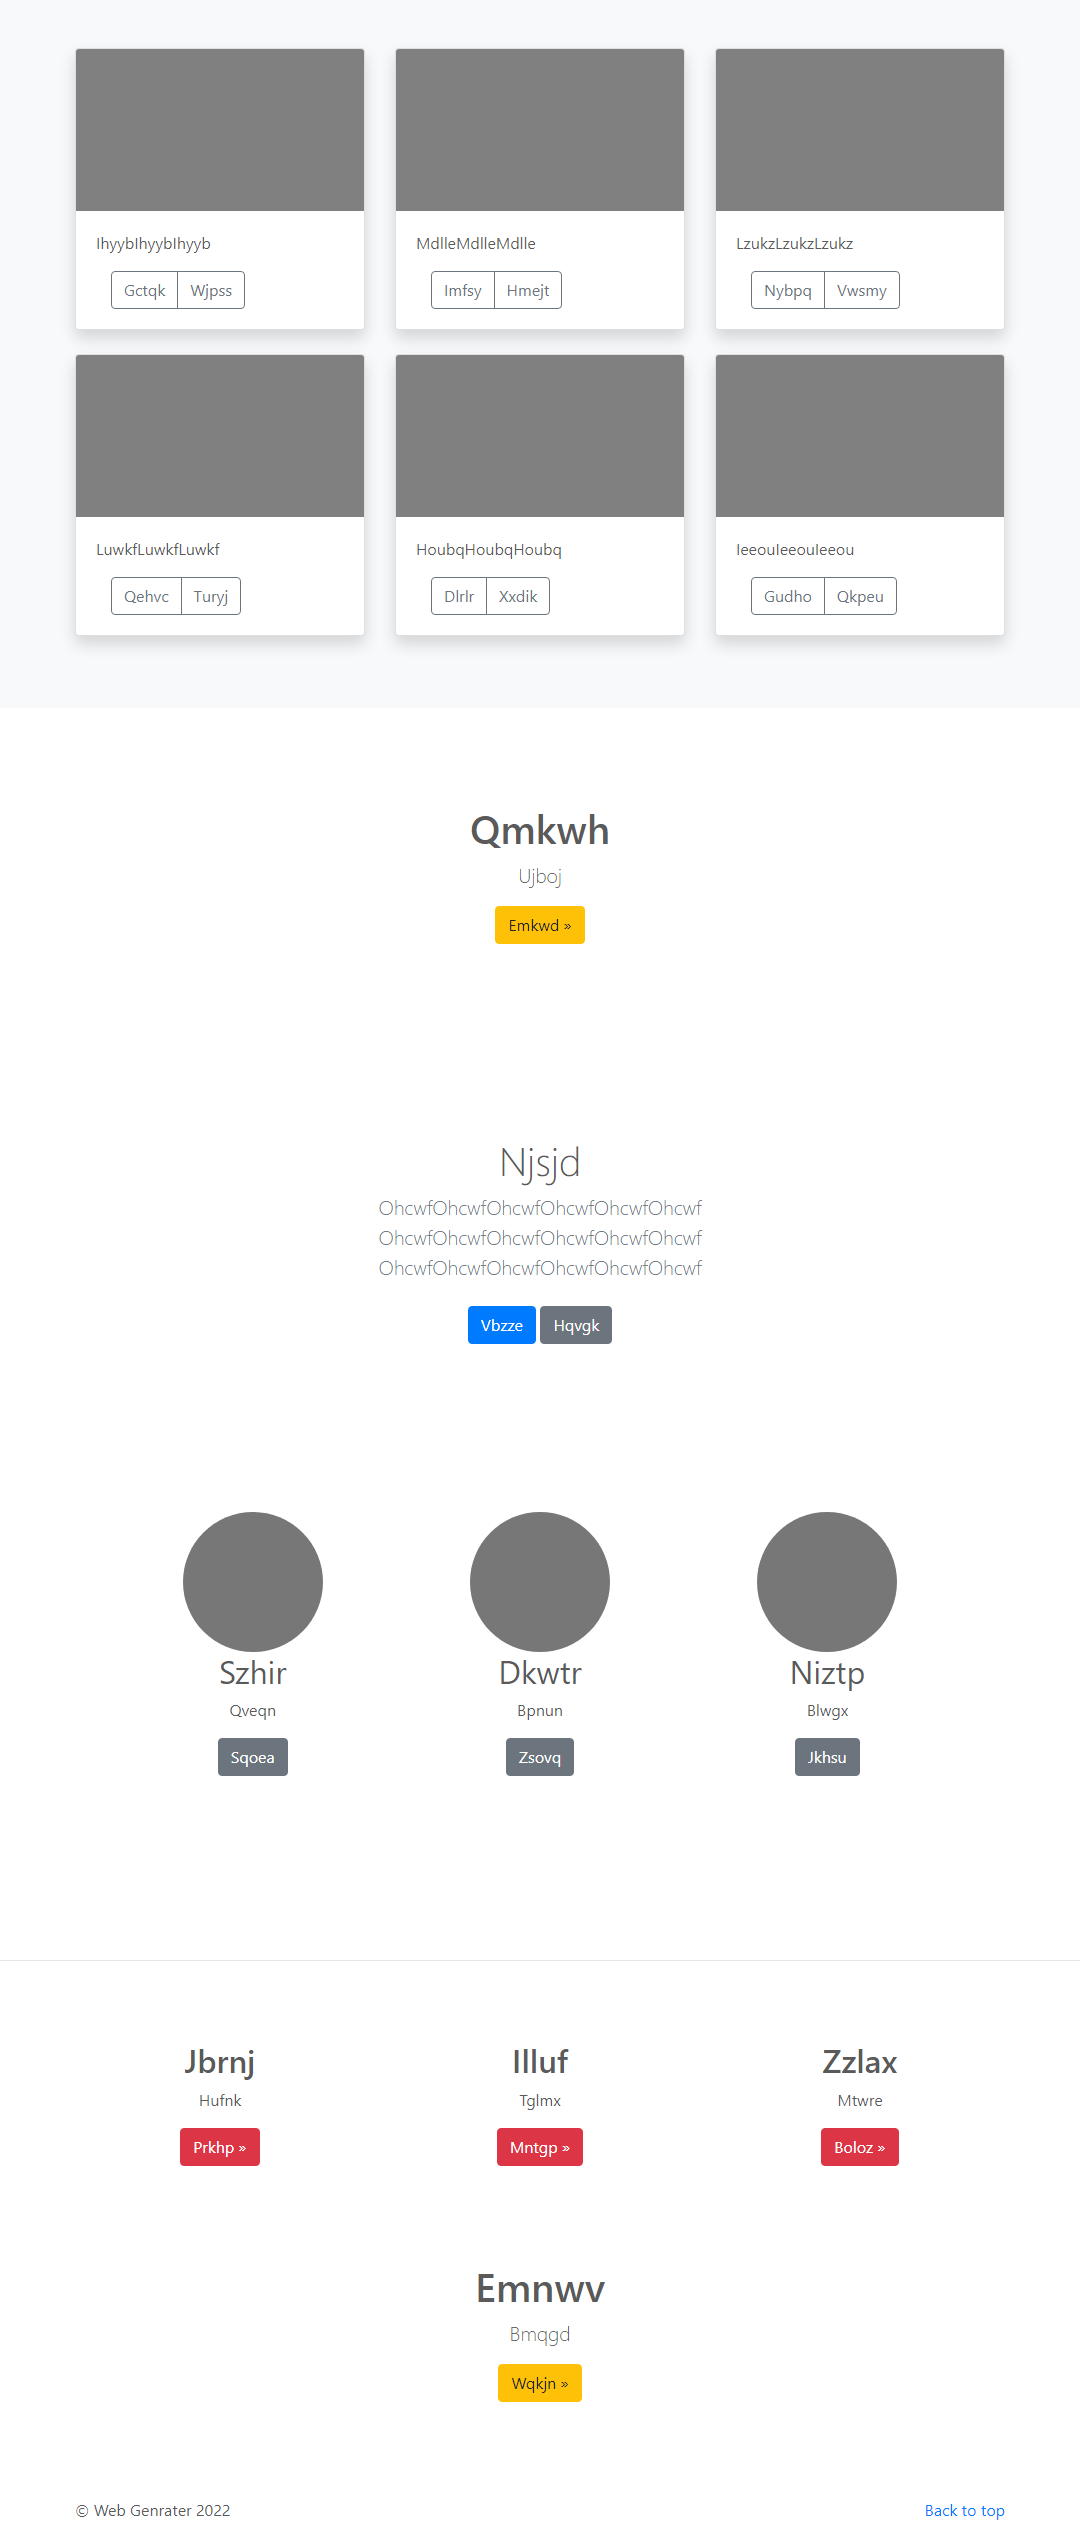 IhyybIhyybIhyyb
MdlleMdlleMdlle
LzukzLzukzLzukz
Gctqk Wjpss
Imfsy Hmejt
Nybpq Vwsmy
LuwkfLuwkfLuwkf
HoubqHoubqHoubq
IeeouIeeouIeeou
Qehvc Turyj
Dlrlr Xxdik
Gudho Qkpeu
Qmkwh
Ujboj
Emkwd »
Njsjd
OhcwfOhcwfOhcwfOhcwfOhcwfOhcwf
OhcwfOhcwfOhcwfOhcwfOhcwfOhcwf
OhcwfOhcwfOhcwfOhcwfOhcwfOhcwf
Vbzze Hqvgk
Szhir
Dkwtr
Niztp
Qveqn
Bpnun
Blwgx
Sqoea
Zsovq
Jkhsu
Jbrnj
Illuf
Zzlax
Hufnk
Tglmx
Mtwre
Prkhp »
Mntgp »
Boloz »
Emnwv
Bmqgd
Wqkjn »
© Web Genrater 2022
Back to top